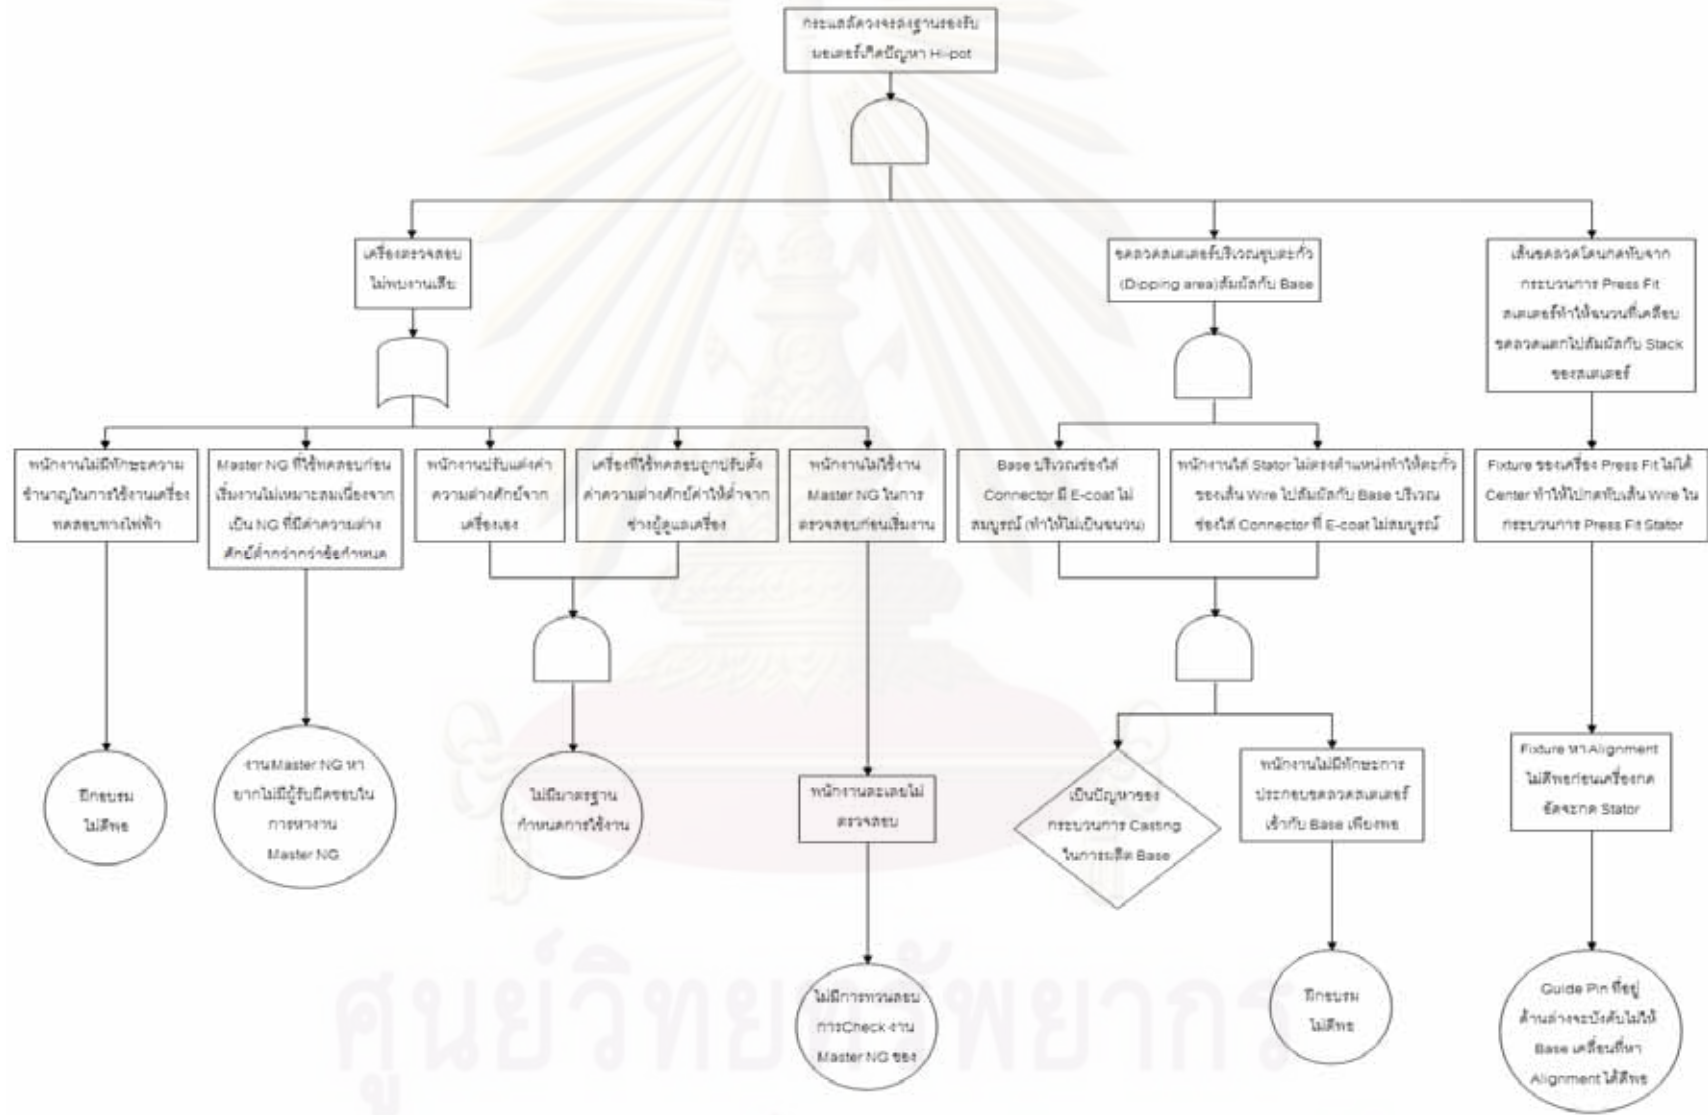 กระแสลัดวงจรลงฐานรองรับ
มอเตอร์เกิดปัญหา Hi-pot
เครื่องตรวจสอบ
ไม่พบงานเสีย
ขดลวดสเตเตอร์บริเวณชุบตะกั่ว
(Dipping area)สัมผัสกับ Base
เส้นขดลวดโดนกดทับจาก
กระบวนการ Press Fit
สเตเตอร์ทำให้ฉนวนที่เคลือบ
ขดลวดแตกไปสัมผัสกับ Stack
ของสเตเตอร์
พนักงานไม่มีทักษะความ
ชำนาญในการใช้งานเครื่อง
ทดสอบทางไฟฟ้า
Master NG ที่ใช้ทดสอบก่อน
เริ่มงานไม่เหมาะสมเนื่องจาก
เป็น NG ที่มีค่าความต่าง
ศักย์ต่ำกว่ากว่าข้อกำหนด
พนักงานปรับแต่งค่า
ความต่างศักย์จาก
เครื่องเอง
เครื่องที่ใช้ทดสอบถูกปรับตั้ง
ค่าความต่างศักย์ค่าให้ต่ำจาก
ช่างผู้ดูแลเครื่อง
พนักงานไม่ใช้งาน
Master NG ในการ
ตรวจสอบก่อนเริ่มงาน
Base บริเวณช่องใส่
Connector มี E-coat ไม่
สมบูรณ์ (ทำให้ไม่เป็นฉนวน)
พนักงานใส่ Stator ไม่ตรงตำแหน่งทำให้ตะกั่ว
ของเส้น Wire ไปสัมผัสกับ Base บริเวณ
ช่องใส่ Connector ที่ E-coat ไม่สมบูรณ์
Fixture ของเครื่อง Press Fit ไม่ได้
Center ทำให้ไปกดทับเส้น Wire ใน
กระบวนการ Press Fit Stator
ฝึกอบรม
ไม่ดีพอ
งานMaster NG หา
ยากไม่มีผู้รับผิดชอบใน
การหางาน
Master NG
ไม่มีมาตรฐาน
กำหนดการใช้งาน
พนักงานละเลยไม่
ตรวจสอบ
เป็นปัญหาของ
กระบวนการ Casting
ในการผลิต Base
พนักงานไม่มีทักษะการ
ประกอบขดลวดสเตเตอร์
เข้ากับ Base เพียงพอ
Fixture หา Alignment
ไม่ดีพอก่อนเครื่องกด
อัดจะกด Stator
ไม่มีการทวนสอบ
การCheck งาน
Master NG ของ
ฝึกอบรม
ไม่ดีพอ
Guide Pin ที่อยู่
ด้านล่างจะบังคับไม่ให้
Base เคลื่อนที่หา
Alignment ได้ดีพอ
ศูนย์วิทยทรัพยากร